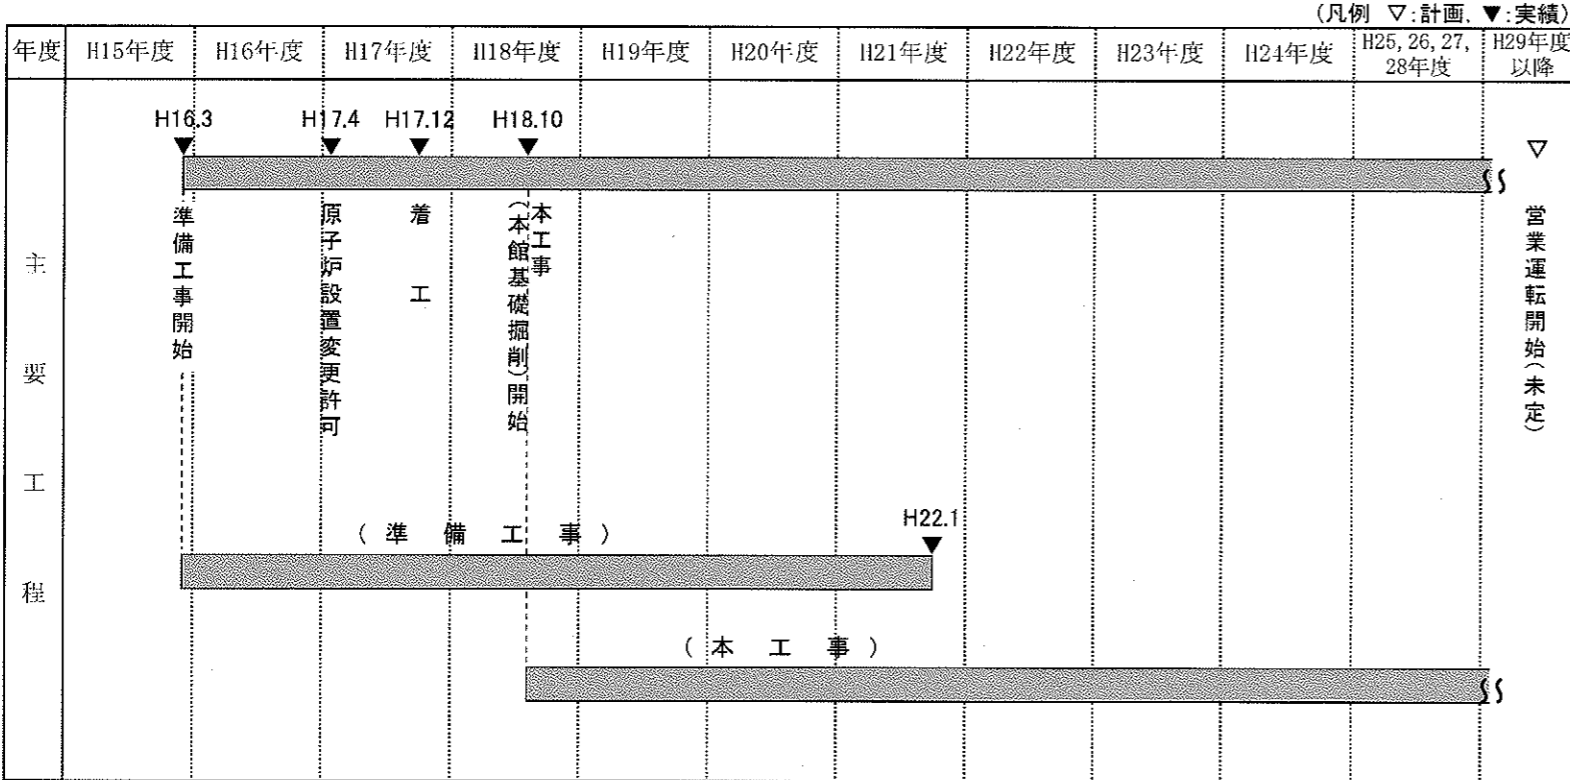 (凡例 ▽:計画、▼:実績)
年度 H15年度 H16年度 H17年度 H18年度 H19年度 H20年度 H21年度 H22年度 H23年度 H24年度 H25,26,27,28年度 H29年度以降
H16.3 H17.4 H17.12 H18.10
▼ ▼ ▼ ▼ ▽
主要工程
準備工事開始
原子炉設置変更許可
着工
本工事
(本館基礎掘削)開始
営業運転開始(未定)
(準備工事)
H22.1
▼
(本工事)